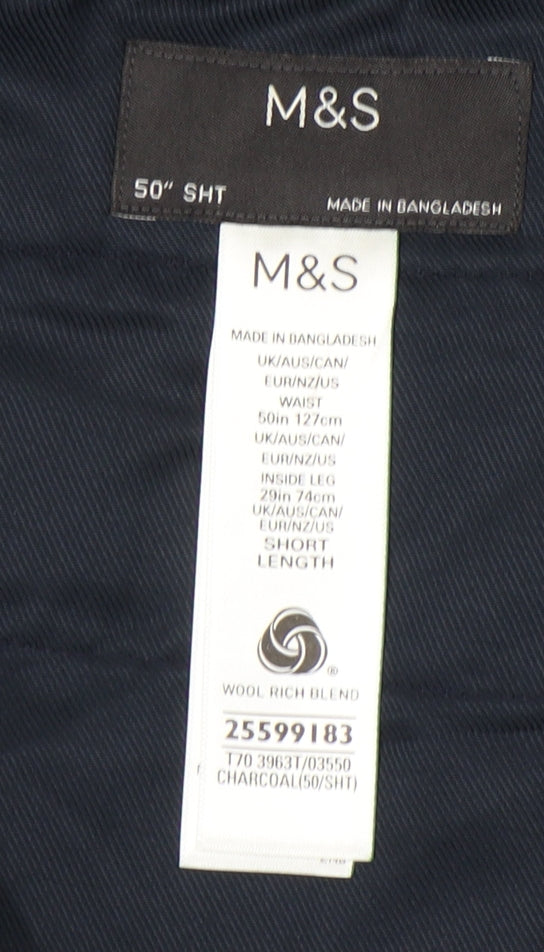 M&S
50" SHT
MADE IN BANGLADESH
M&S
MADE IN BANGLADESH
UK/AUS/CAN/
EUR/NZ/US
WAIST
50in 127cm
UK/AUS/CAN/
EUR/NZ/US
INSIDE LEG
29in 74cm
UK/AUS/CAN/
EUR/NZ/US
SHORT
LENGTH
®
WOOL RICH BLEND
25599183
T70 3963T/03550
CHARCOAL(50/SHT)